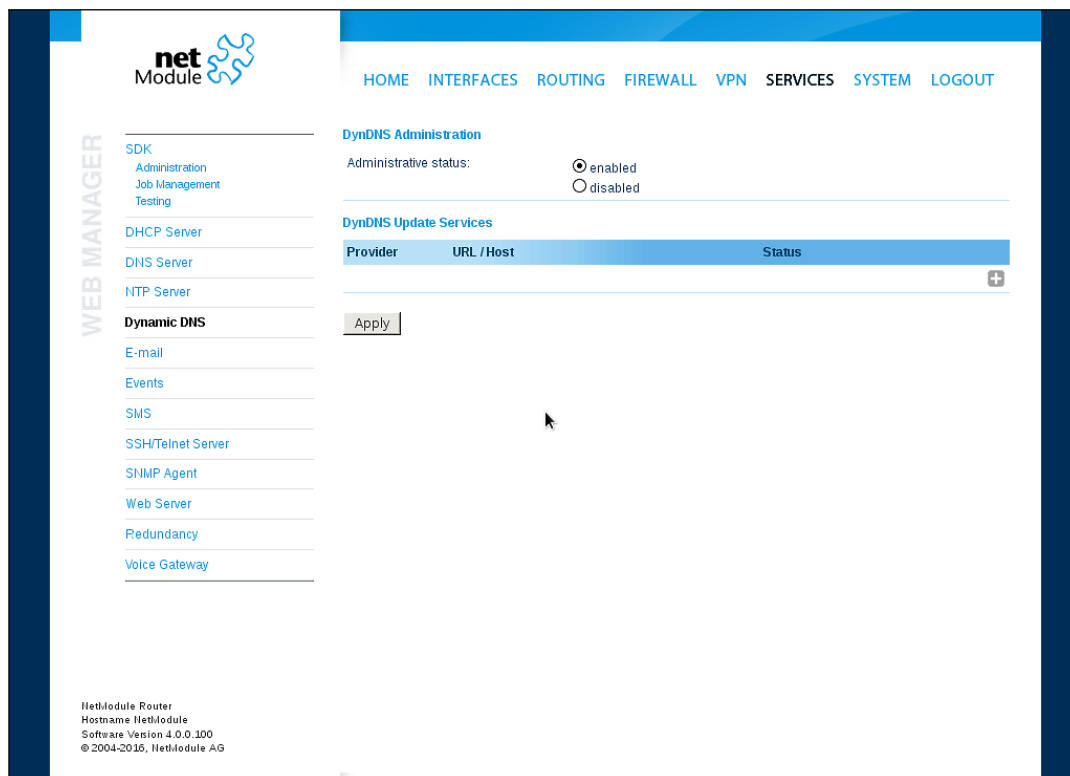 net
Module
HOME INTERFACES ROUTING FIREWALL VPN SERVICES SYSTEM LOGOUT
WEB MANAGER
SDK
Administration
Job Management
Testing
DHCP Server
DNS Server
NTP Server
Dynamic DNS
E-mail
Events
SMS
SSH/Telnet Server
SNMP Agent
Web Server
Redundancy
Voice Gateway
DynDNS Administration
Administrative status:
enabled
disabled
DynDNS Update Services
Provider URL / Host Status
Apply
NetModule Router
Hostname NetModule
Software Version 4.0.0.100
© 2004-2016, NetModule AG